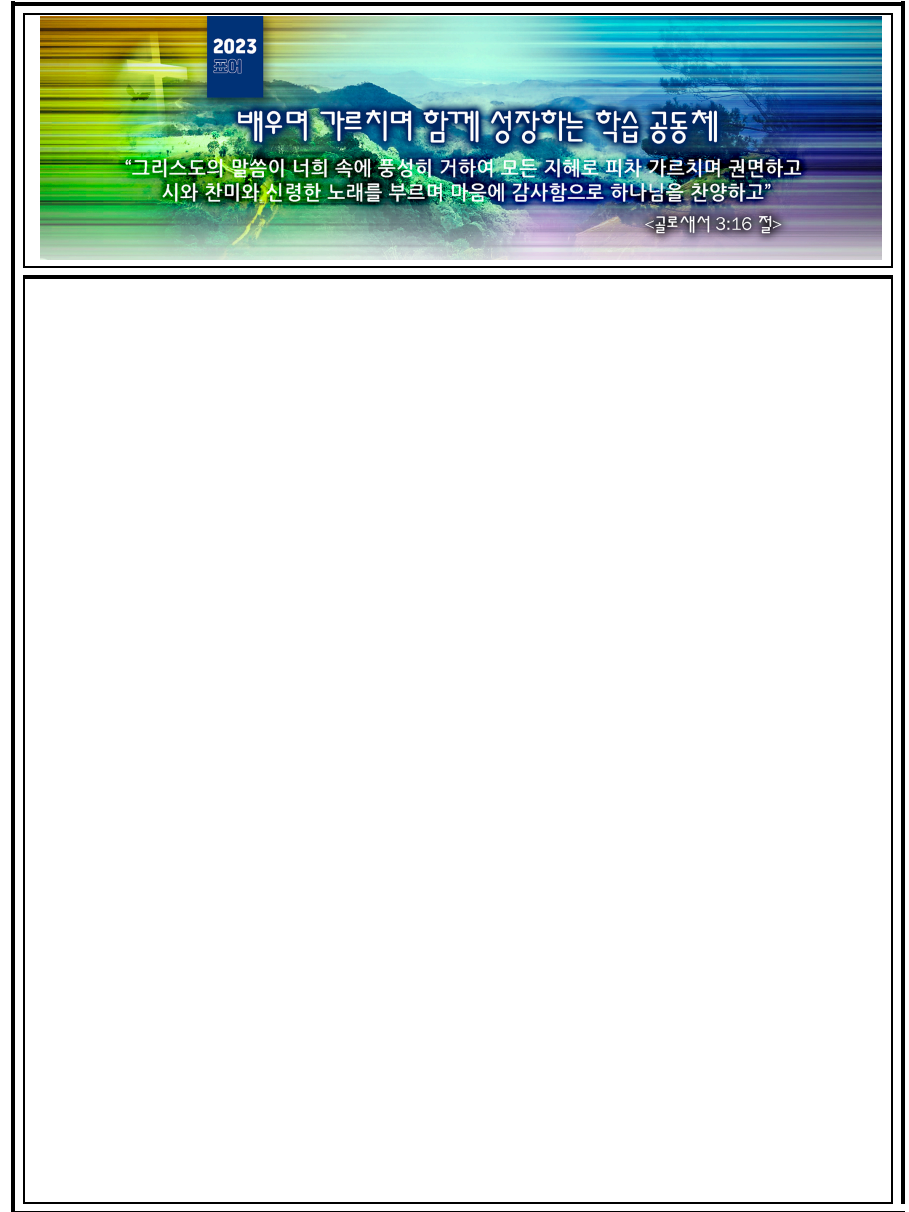 2023
표어
배우며 가르치며 함께 성장하는 학습 공동체
“그리스도의 말씀이 너희 속에 풍성히 거하여 모든 지혜로 피차 가르치며 권면하고
시와 찬미와 신령한 노래를 부르며 마음에 감사함으로 하나님을 찬양하고”
<골로새서 3:16 절>